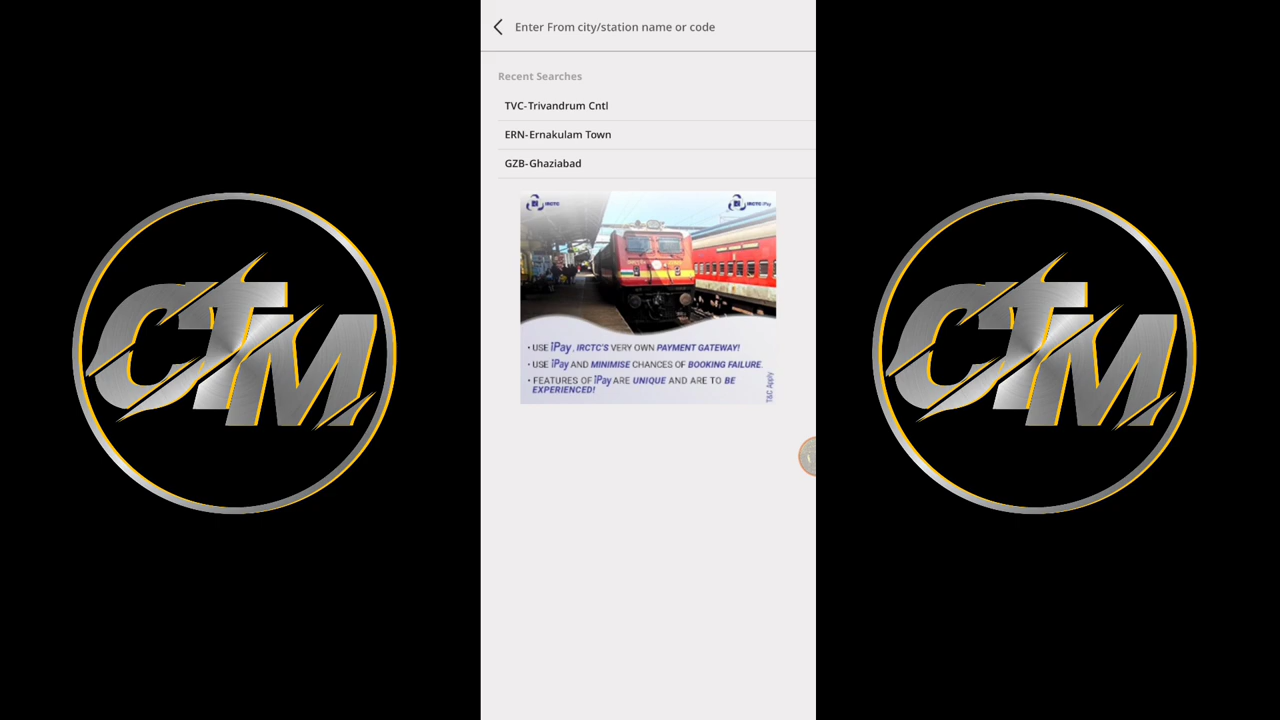 Enter From city/station name or code
Recent Searches
TVC-Trivandrum Cntl
ERN-Ernakulam Town
GZB-Ghaziabad
IRCTC
IRCTC iPay
• USE iPay, IRCTC'S VERY OWN PAYMENT GATEWAY!
• USE iPay AND MINIMISE CHANCES OF BOOKING FAILURE.
• FEATURES OF iPay ARE UNIQUE AND ARE TO BE
EXPERIENCED!
T&C Apply
CTM
CTM